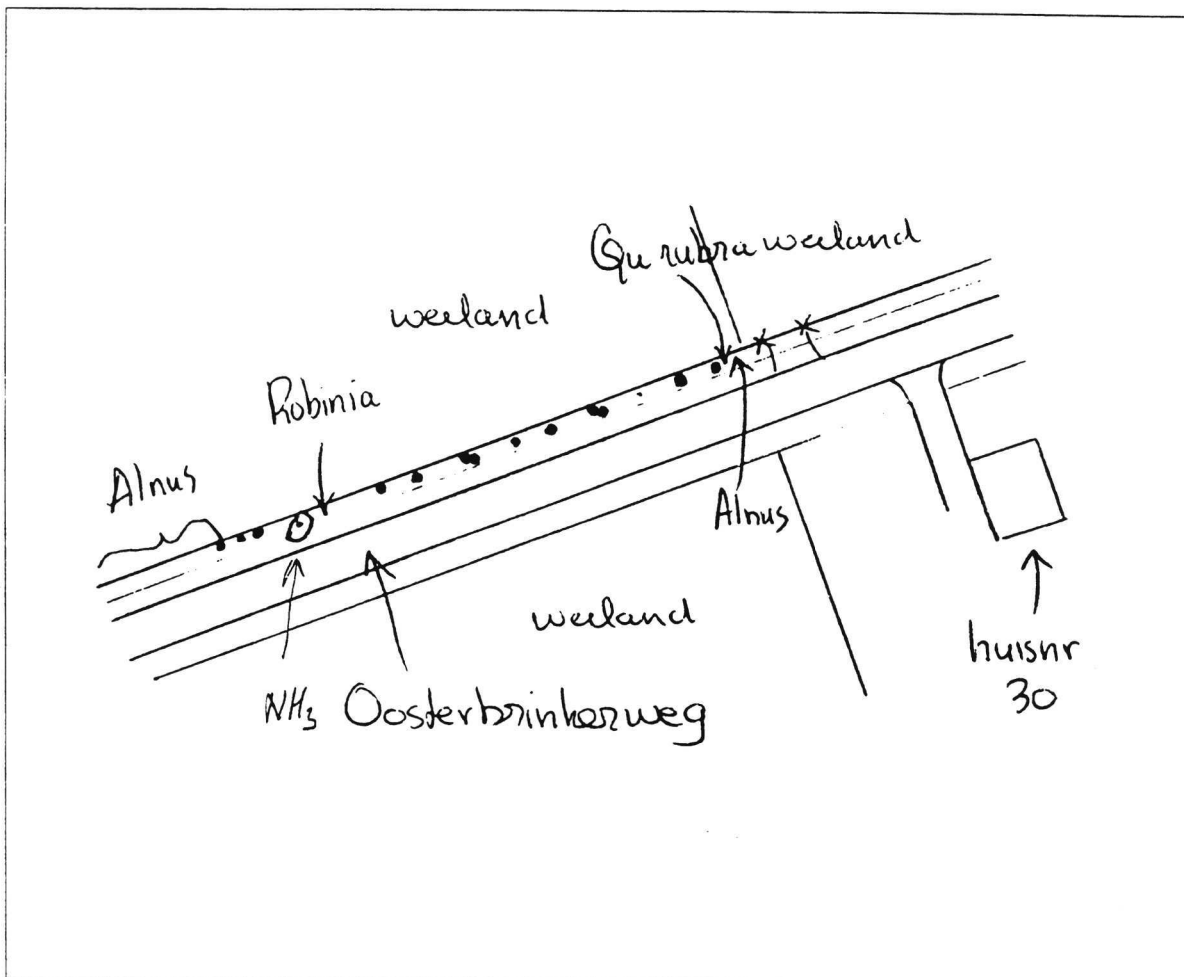 Qu rubra weiland
weiland
Robinia
Alnus
Alnus
weiland
huisnr
30
NH3 Oosterbrinkerweg